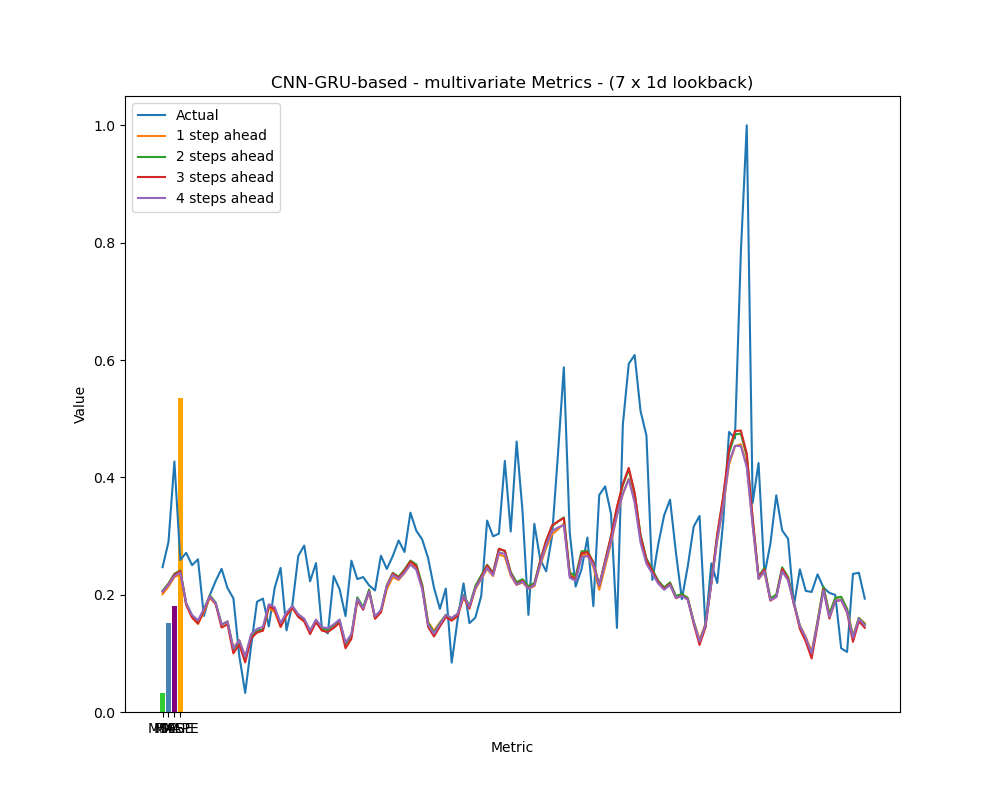 CNN-GRU-based - multivariate Metrics - (7 x 1d lookback)
Actual
1 step ahead
2 steps ahead
3 steps ahead
4 steps ahead
1.0
0.8
0.6
0.4
0.2
0.0
Value
Metric